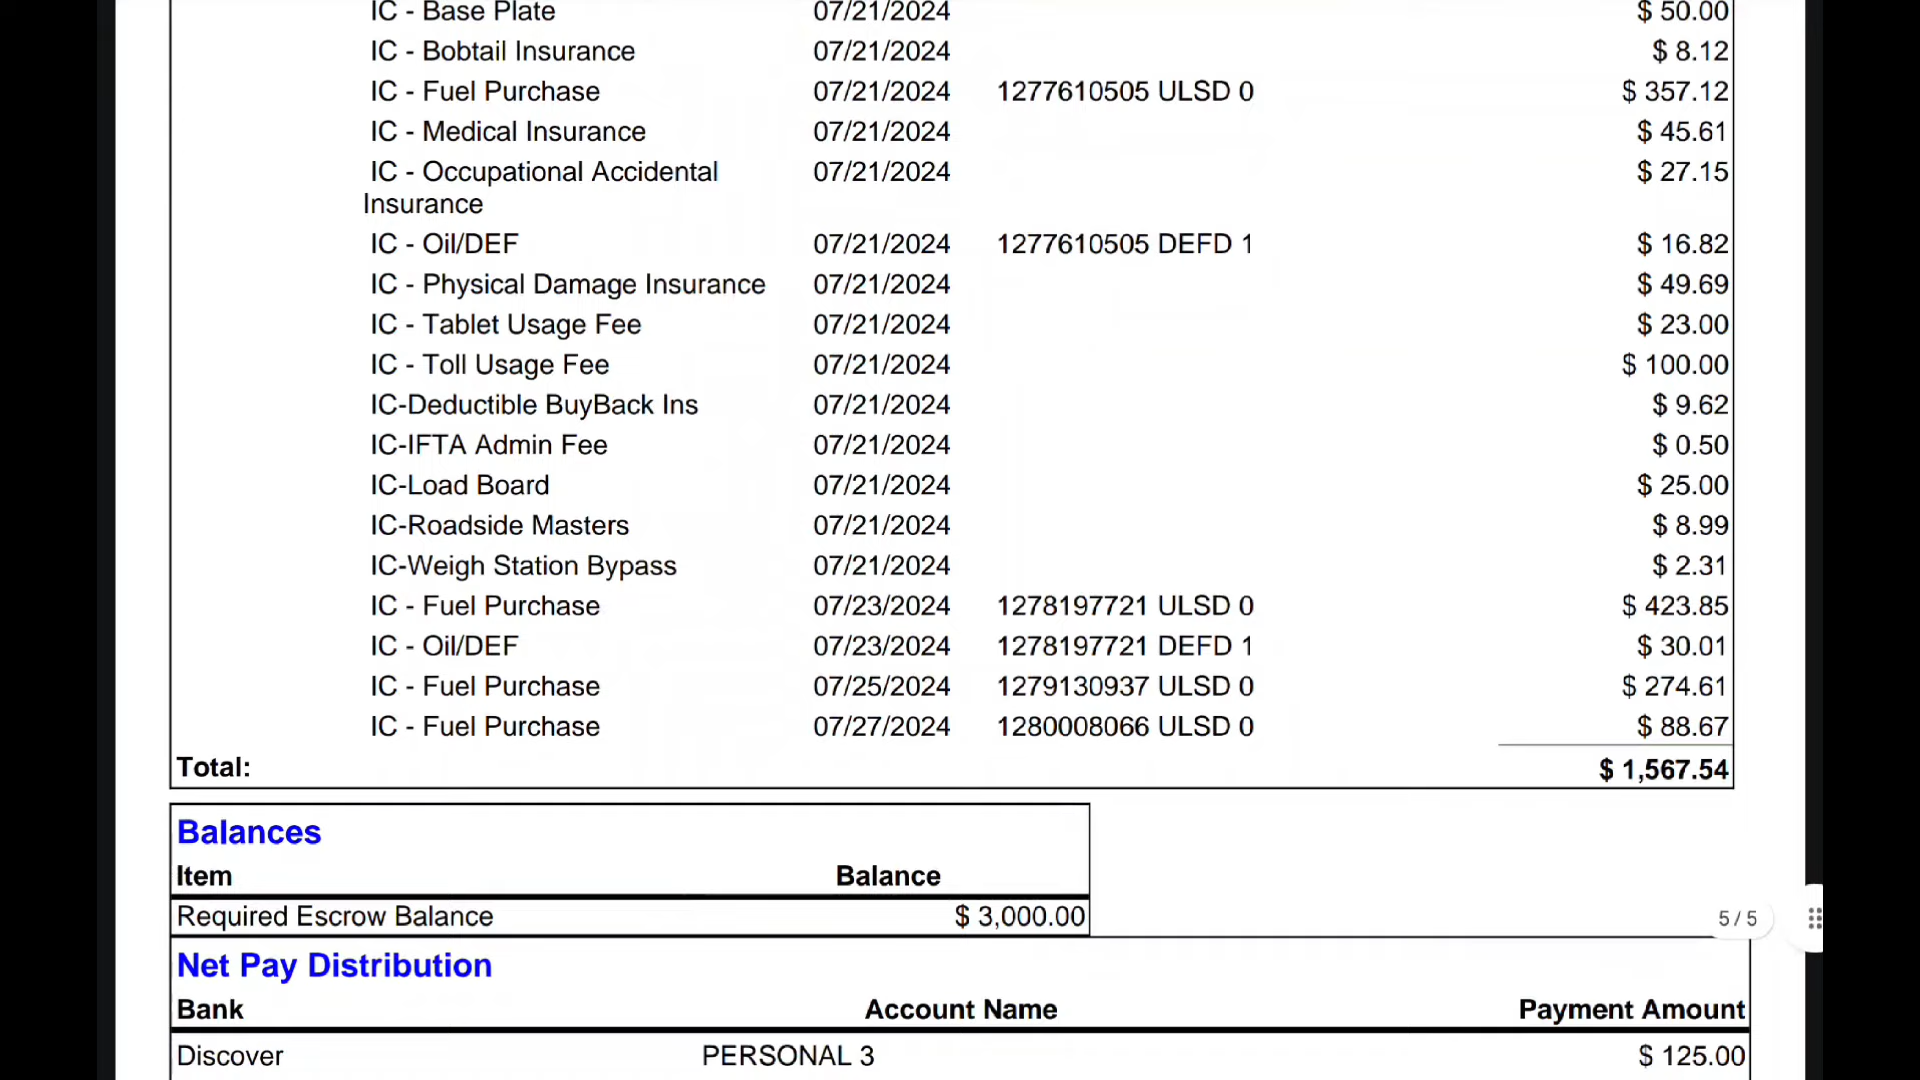 IC - Base Plate 07/21/2024 $ 50.00
IC - Bobtail Insurance 07/21/2024 $ 8.12
IC - Fuel Purchase 07/21/2024 1277610505 ULSD 0 $ 357.12
IC - Medical Insurance 07/21/2024 $ 45.61
IC - Occupational Accidental 07/21/2024 $ 27.15
Insurance
IC - Oil/DEF 07/21/2024 1277610505 DEFD 1 $ 16.82
IC - Physical Damage Insurance 07/21/2024 $ 49.69
IC - Tablet Usage Fee 07/21/2024 $ 23.00
IC - Toll Usage Fee 07/21/2024 $ 100.00
IC-Deductible BuyBack Ins 07/21/2024 $ 9.62
IC-IFTA Admin Fee 07/21/2024 $ 0.50
IC-Load Board 07/21/2024 $ 25.00
IC-Roadside Masters 07/21/2024 $ 8.99
IC-Weigh Station Bypass 07/21/2024 $ 2.31
IC - Fuel Purchase 07/23/2024 1278197721 ULSD 0 $ 423.85
IC - Oil/DEF 07/23/2024 1278197721 DEFD 1 $ 30.01
IC - Fuel Purchase 07/25/2024 1279130937 ULSD 0 $ 274.61
IC - Fuel Purchase 07/27/2024 1280008066 ULSD 0 $ 88.67
Total: $ 1,567.54
Balances
Item Balance
Required Escrow Balance $ 3,000.00
5 / 5
Net Pay Distribution
Bank Account Name Payment Amount
Discover PERSONAL 3 $ 125.00